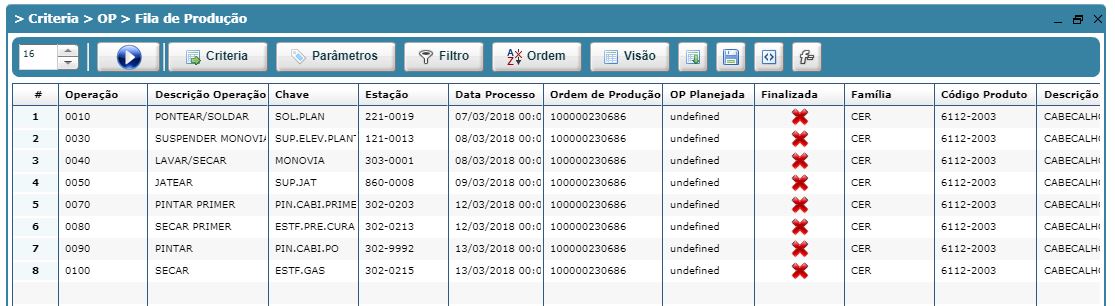 > Criteria > OP > Fila de Produção
16 Criteria Parâmetros Filtro Ordem Visão
# Operação Descrição Operação Chave Estação Data Processo Ordem de Produção OP Planejada Finalizada Família Código Produto Descrição
1 0010 PONTEAR/SOLDAR SOL.PLAN 221-0019 07/03/2018 00:0 100000230686 undefined CER 6112-2003 CABECALH
2 0030 SUSPENDER MONOVI SUP.ELEV.PLANT 121-0013 08/03/2018 00:0 100000230686 undefined CER 6112-2003 CABECALH
3 0040 LAVAR/SECAR MONOVIA 303-0001 08/03/2018 00:0 100000230686 undefined CER 6112-2003 CABECALH
4 0050 JATEAR SUP.JAT 860-0008 09/03/2018 00:0 100000230686 undefined CER 6112-2003 CABECALH
5 0070 PINTAR PRIMER PIN.CABI.PRIME 302-0203 12/03/2018 00:0 100000230686 undefined CER 6112-2003 CABECALH
6 0080 SECAR PRIMER ESTF.PRE.CURA 302-0213 12/03/2018 00:0 100000230686 undefined CER 6112-2003 CABECALH
7 0090 PINTAR PIN.CABI.PO 302-9992 13/03/2018 00:0 100000230686 undefined CER 6112-2003 CABECALH
8 0100 SECAR ESTF.GAS 302-0215 13/03/2018 00:0 100000230686 undefined CER 6112-2003 CABECALH